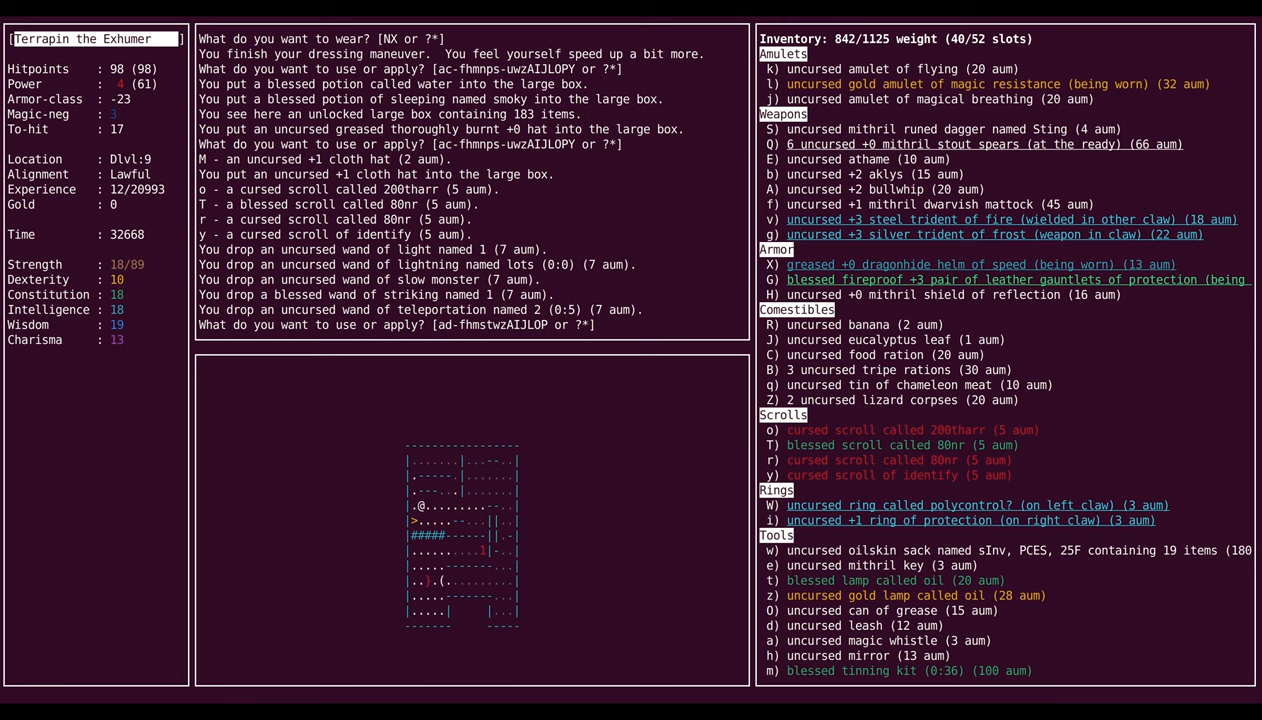 [Terrapin the Exhumer ]
Hitpoints : 98 (98)
Power : 4 (61)
Armor-class : -23
Magic-neg : 3
To-hit : 17
Location : Dlvl:9
Alignment : Lawful
Experience : 12/20993
Gold : 0
Time : 32668
Strength : 18/89
Dexterity : 10
Constitution : 18
Intelligence : 18
Wisdom : 19
Charisma : 13
What do you want to wear? [NX or ?*]
You finish your dressing maneuver. You feel yourself speed up a bit more.
What do you want to use or apply? [ac-fhmnps-uwzAIJLOPY or ?*]
You put a blessed potion called water into the large box.
You put a blessed potion of sleeping named smoky into the large box.
You see here an unlocked large box containing 183 items.
You put an uncursed greased thoroughly burnt +0 hat into the large box.
What do you want to use or apply? [ac-fhmnps-uwzAIJLOPY or ?*]
M - an uncursed +1 cloth hat (2 aum).
You put an uncursed +1 cloth hat into the large box.
o - a cursed scroll called 200tharr (5 aum).
T - a blessed scroll called 80nr (5 aum).
r - a cursed scroll called 80nr (5 aum).
y - a cursed scroll of identify (5 aum).
You drop an uncursed wand of light named 1 (7 aum).
You drop an uncursed wand of lightning named lots (0:0) (7 aum).
You drop an uncursed wand of slow monster (7 aum).
You drop a blessed wand of striking named 1 (7 aum).
You drop an uncursed wand of teleportation named 2 (0:5) (7 aum).
What do you want to use or apply? [ad-fhmstwzAIJLOP or ?*]
-----------------
|.......|...--..|
|.-----.|.......|
|.---...|.......|
|.@.........--..|
|>.....--...||..|
|#####------||.-|
|..........1|-..|
|.....-------...|
|..}.(..........|
|.....-------...|
|.....|    |...|
-------    -----
Inventory: 842/1125 weight (40/52 slots)
Amulets
k) uncursed amulet of flying (20 aum)
l) uncursed gold amulet of magic resistance (being worn) (32 aum)
j) uncursed amulet of magical breathing (20 aum)
Weapons
S) uncursed mithril runed dagger named Sting (4 aum)
Q) 6 uncursed +0 mithril stout spears (at the ready) (66 aum)
E) uncursed athame (10 aum)
b) uncursed +2 aklys (15 aum)
A) uncursed +2 bullwhip (20 aum)
f) uncursed +1 mithril dwarvish mattock (45 aum)
v) uncursed +3 steel trident of fire (wielded in other claw) (18 aum)
g) uncursed +3 silver trident of frost (weapon in claw) (22 aum)
Armor
X) greased +0 dragonhide helm of speed (being worn) (13 aum)
G) blessed fireproof +3 pair of leather gauntlets of protection (being
H) uncursed +0 mithril shield of reflection (16 aum)
Comestibles
R) uncursed banana (2 aum)
J) uncursed eucalyptus leaf (1 aum)
C) uncursed food ration (20 aum)
B) 3 uncursed tripe rations (30 aum)
q) uncursed tin of chameleon meat (10 aum)
Z) 2 uncursed lizard corpses (20 aum)
Scrolls
o) cursed scroll called 200tharr (5 aum)
T) blessed scroll called 80nr (5 aum)
r) cursed scroll called 80nr (5 aum)
y) cursed scroll of identify (5 aum)
Rings
W) uncursed ring called polycontrol? (on left claw) (3 aum)
i) uncursed +1 ring of protection (on right claw) (3 aum)
Tools
w) uncursed oilskin sack named sInv, PCES, 25F containing 19 items (180
e) uncursed mithril key (3 aum)
t) blessed lamp called oil (20 aum)
z) uncursed gold lamp called oil (28 aum)
O) uncursed can of grease (15 aum)
d) uncursed leash (12 aum)
a) uncursed magic whistle (3 aum)
h) uncursed mirror (13 aum)
m) blessed tinning kit (0:36) (100 aum)